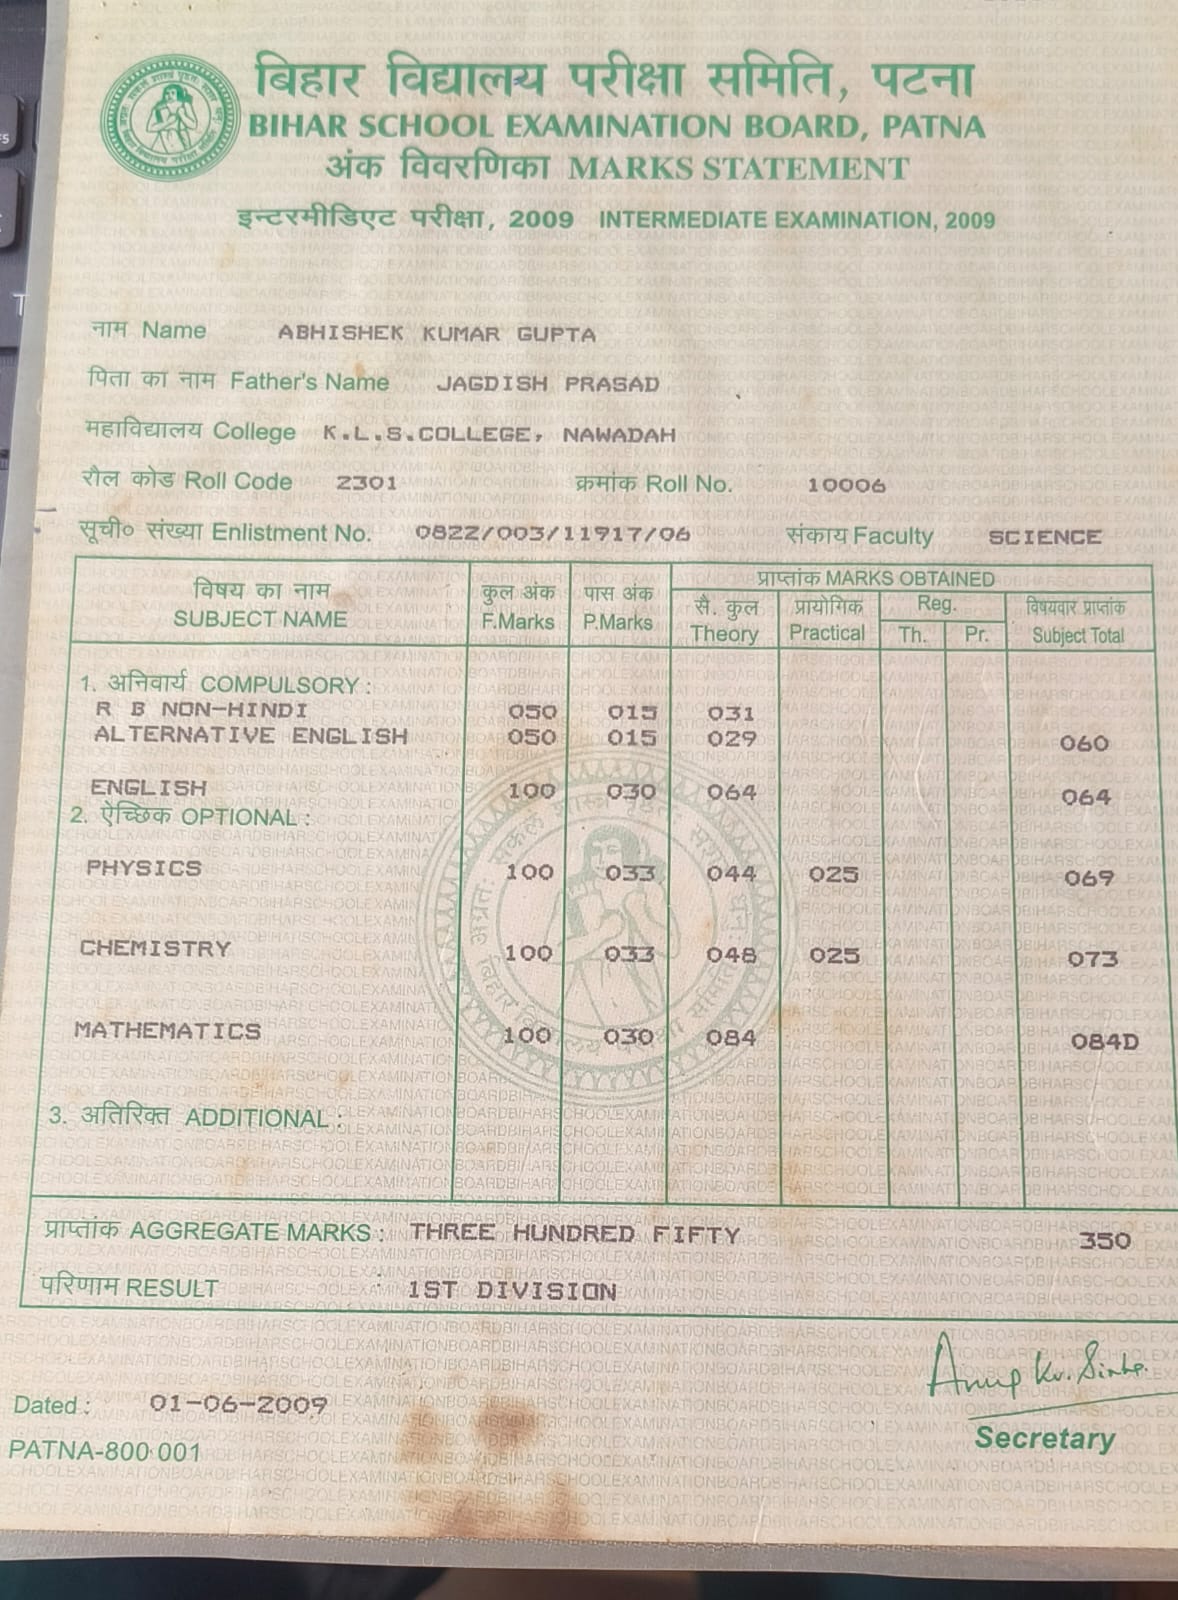 बिहार विद्यालय परीक्षा समिति, पटना
BIHAR SCHOOL EXAMINATION BOARD, PATNA
अंक विवरणिका MARKS STATEMENT
इन्टरमीडिएट परीक्षा, 2009 INTERMEDIATE EXAMINATION, 2009
नाम Name ABHISHEK KUMAR GUPTA
पिता का नाम Father's Name JAGDISH PRASAD
महाविद्यालय College K.L.S.COLLEGE, NAWADAH
रौल कोड Roll Code 2301 क्रमांक Roll No. 10006
सूची० संख्या Enlistment No. 0822/003/11917/06 संकाय Faculty SCIENCE
विषय का नाम कुल अंक पास अंक प्राप्तांक MARKS OBTAINED
SUBJECT NAME F.Marks P.Marks सै. कुल प्रायोगिक Reg. विषयवार प्राप्तांक
Theory Practical Th. Pr. Subject Total
1. अनिवार्य COMPULSORY :
R B NON-HINDI 050 015 031
ALTERNATIVE ENGLISH 050 015 029 060
ENGLISH 100 030 064 064
2. ऐच्छिक OPTIONAL :
PHYSICS 100 033 044 025 069
CHEMISTRY 100 033 048 025 073
MATHEMATICS 100 030 084 084D
3. अतिरिक्त ADDITIONAL :
प्राप्तांक AGGREGATE MARKS : THREE HUNDRED FIFTY 350
परिणाम RESULT : 1ST DIVISION
Anup Kr. Sinha
Dated : 01-06-2009
Secretary
PATNA-800 001